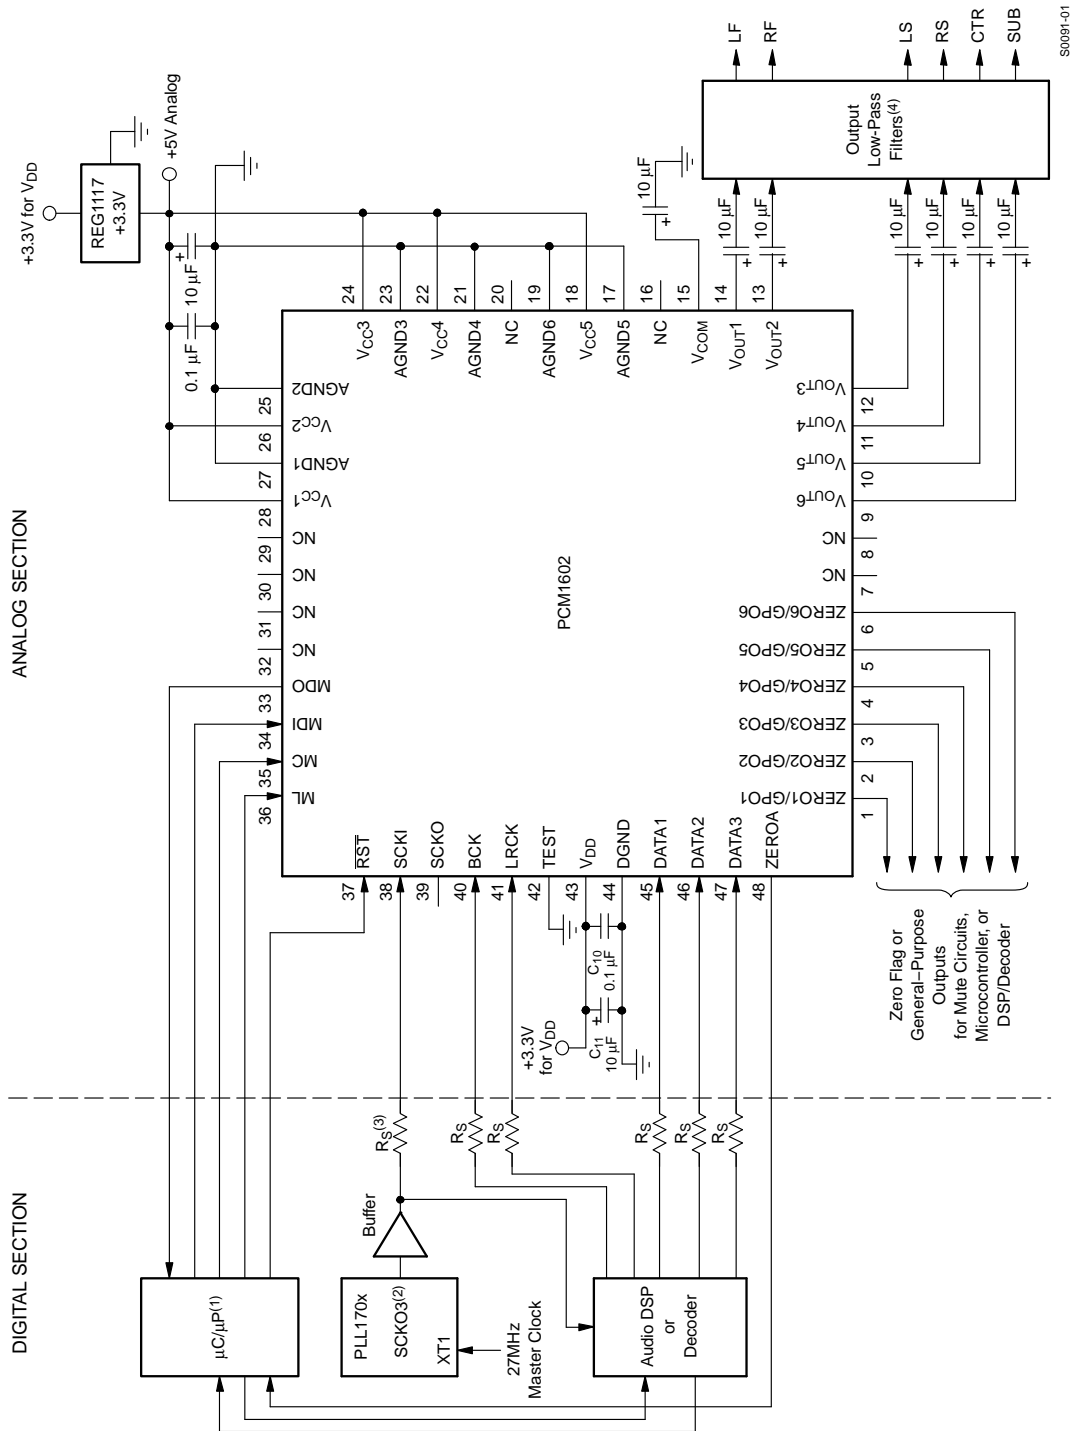 ANALOG SECTION
DIGITAL SECTION
+3.3V for VDD
REG1117
+3.3V
+5V Analog
0.1 μF
10 μF
24
23
22
21
20
19
18
17
16
15
14
13
VCC3
AGND3
VCC4
AGND4
NC
AGND6
VCC5
AGND5
NC
VCOM
VOUT1
VOUT2
10 μF
10 μF
10 μF
10 μF
10 μF
10 μF
10 μF
Output
Low-Pass
Filters(4)
LF
RF
LS
RS
CTR
SUB
PCM1602
AGND2
25
VCC2
26
AGND1
27
VCC1
28
NC
29
NC
30
NC
31
NC
32
MDO
33
MDI
34
MC
35
ML
36
VOUT3
12
VOUT4
11
VOUT5
10
VOUT6
9
NC
8
NC
7
ZERO6/GPO6
6
ZERO5/GPO5
5
ZERO4/GPO4
4
ZERO3/GPO3
3
ZERO2/GPO2
2
ZERO1/GPO1
1
RST
SCKI
SCKO
BCK
LRCK
TEST
VDD
DGND
DATA1
DATA2
DATA3
ZEROA
37
38
39
40
41
42
43
44
45
46
47
48
C10
0.1 μF
C11
10 μF
+3.3V
for VDD
Zero Flag or
General–Purpose
Outputs
for Mute Circuits,
Microcontroller, or
DSP/Decoder
RS(3)
RS
RS
RS
RS
RS
Buffer
μC/μP(1)
PLL170x
SCKO3(2)
XT1
27MHz
Master Clock
Audio DSP
or
Decoder
S0091-01